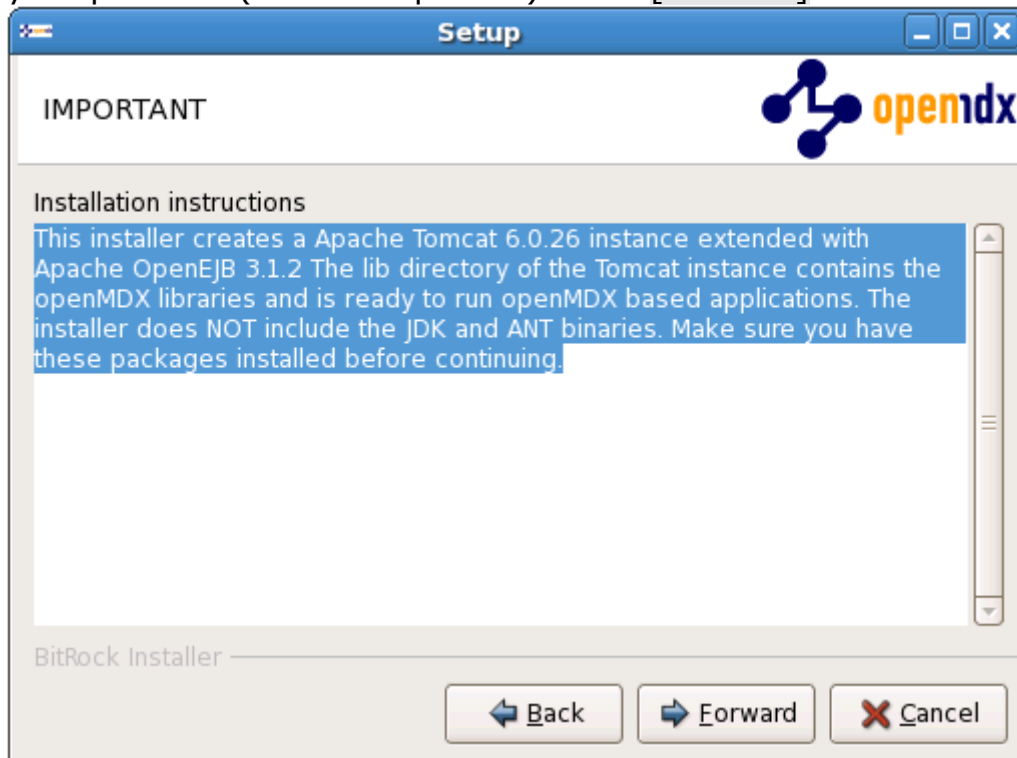 Setup
IMPORTANT
openmdx
Installation instructions
This installer creates a Apache Tomcat 6.0.26 instance extended with
Apache OpenEJB 3.1.2 The lib directory of the Tomcat instance contains the
openMDX libraries and is ready to run openMDX based applications. The
installer does NOT include the JDK and ANT binaries. Make sure you have
these packages installed before continuing.
BitRock Installer
Back
Forward
Cancel